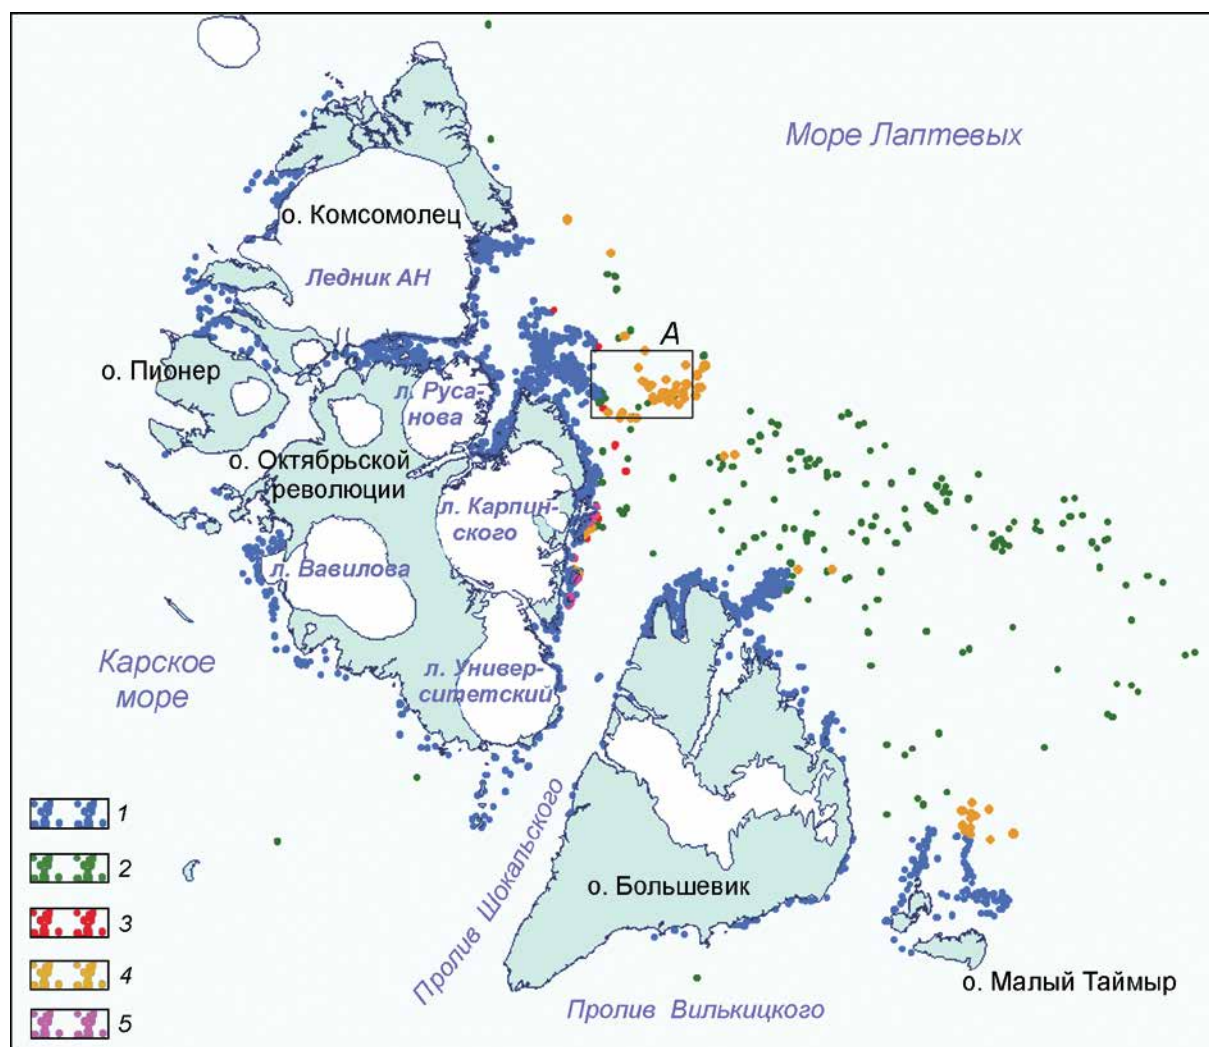 Море Лаптевых
о. Комсомолец
Ледник АН
А
о. Пионер
л. Руса-
нова
о. Октябрьской
революции
л. Карпин-
ского
л. Вавилова
Карское
море
л. Универ-
ситетский
Пролив Шокальского
о. Большевик
о. Малый Таймыр
Пролив Вилькицкого
1
2
3
4
5